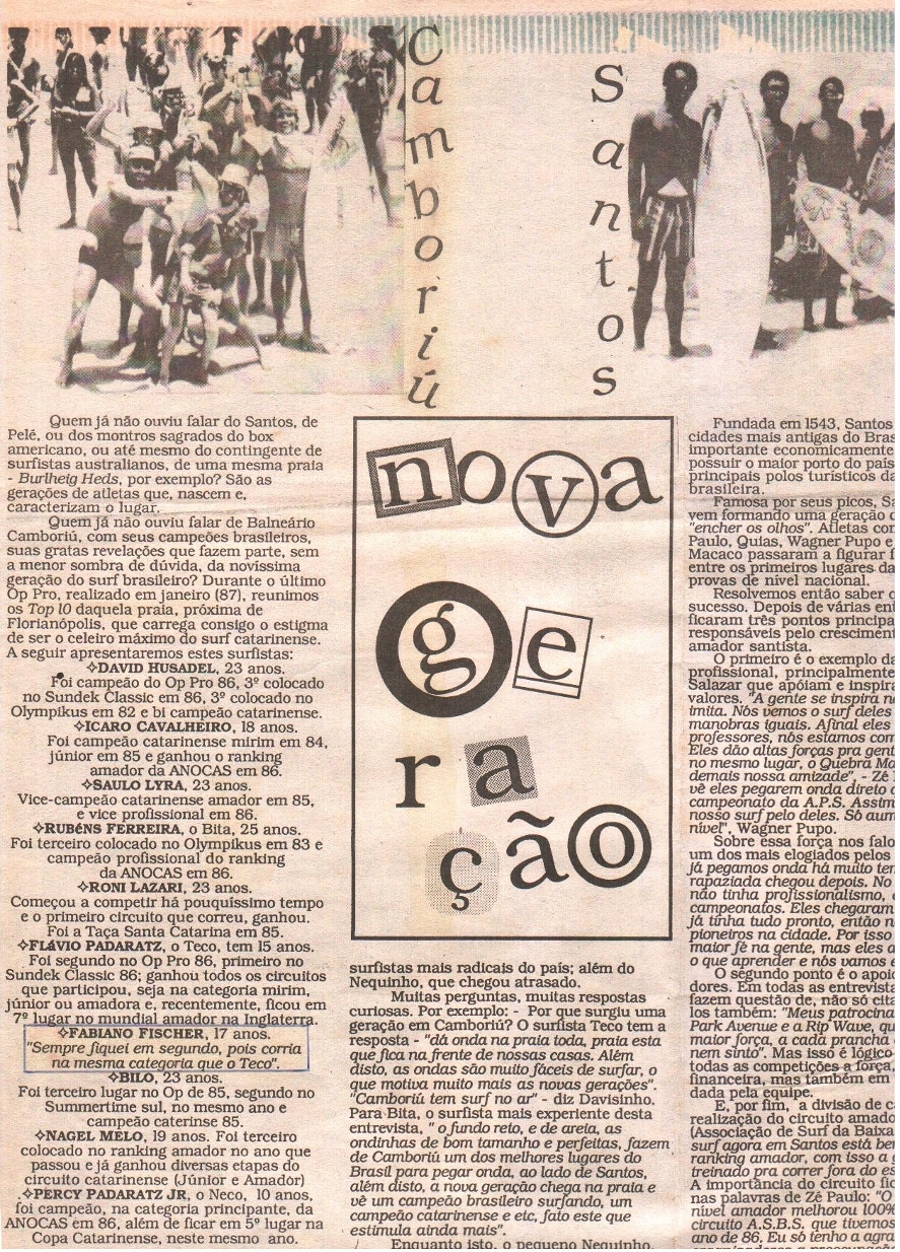 Camboriú
Santos
Quem já não ouviu falar do Santos, de
Pelé, ou dos montros sagrados do box
americano, ou até mesmo do contingente de
surfistas australianos, de uma mesma praia
- Burlheig Heds, por exemplo? São as
gerações de atletas que, nascem e,
caracterizam o lugar.
Quem já não ouviu falar de Balneário
Camboriú, com seus campeões brasileiros,
suas gratas revelações que fazem parte, sem
a menor sombra de dúvida, da novíssima
geração do surf brasileiro? Durante o último
Op Pro, realizado em janeiro (87), reunimos
os Top 10 daquela praia, próxima de
Florianópolis, que carrega consigo o estigma
de ser o celeiro máximo do surf catarinense.
A seguir apresentaremos estes surfistas:
✧DAVID HUSADEL, 23 anos.
Foi campeão do Op Pro 86, 3º colocado
no Sundek Classic em 86, 3º colocado no
Olympikus em 82 e bi campeão catarinense.
✧ICARO CAVALHEIRO, 18 anos.
Foi campeão catarinense mirim em 84,
júnior em 85 e ganhou o ranking
amador da ANOCAS em 86.
✧SAULO LYRA, 23 anos.
Vice-campeão catarinense amador em 85,
e vice profissional em 86.
✧RUBéNS FERREIRA, o Bita, 25 anos.
Foi terceiro colocado no Olympikus em 83 e
campeão profissional do ranking
da ANOCAS em 86.
✧RONI LAZARI, 23 anos.
Começou a competir há pouquíssimo tempo
e o primeiro circuito que correu, ganhou.
Foi a Taça Santa Catarina em 85.
✧FLÁVIO PADARATZ, o Teco, tem 15 anos.
Foi segundo no Op Pro 86, primeiro no
Sundek Classic 86; ganhou todos os circuitos
que participou, seja na categoria mirim,
júnior ou amadora e, recentemente, ficou em
7º lugar no mundial amador na Inglaterra.
✧FABIANO FISCHER, 17 anos.
"Sempre fiquei em segundo, pois corria
na mesma categoria que o Teco".
✧BILO, 23 anos.
Foi terceiro lugar no Op de 85, segundo no
Summertime sul, no mesmo ano e
campeão caterinse 85.
✧NAGEL MELO, 19 anos. Foi terceiro
colocado no ranking amador no ano que
passou e já ganhou diversas etapas do
circuito catarinense (Júnior e Amador)
✧PERCY PADARATZ JR, o Neco, 10 anos,
foi campeão, na categoria principante, da
ANOCAS em 86, além de ficar em 5º lugar na
Copa Catarinense, neste mesmo ano.
nova
ge
ra
ção
surfistas mais radicais do país; além do
Nequinho, que chegou atrasado.
Muitas perguntas, muitas respostas
curiosas. Por exemplo: - Por que surgiu uma
geração em Camboriú? O surfista Teco tem a
resposta - "dá onda na praia toda, praia esta
que fica na frente de nossas casas. Além
disto, as ondas são muito fáceis de surfar, o
que motiva muito mais as novas gerações".
"Camboriú tem surf no ar" - diz Davisinho.
Para Bita, o surfista mais experiente desta
entrevista, " o fundo reto, e de areia, as
ondinhas de bom tamanho e perfeitas, fazem
de Camboriú um dos melhores lugares do
Brasil para pegar onda, ao lado de Santos,
além disto, a nova geração chega na praia e
vê um campeão brasileiro surfando, um
campeão catarinense e etc, fato este que
estimula ainda mais".
Enquanto isto, o pequeno Nequinho,
Fundada em 1543, Santos
cidades mais antigas do Bras
importante economicamente
possuir o maior porto do país
principais polos turísticos da
brasileira.
Famosa por seus picos, Sa
vem formando uma geração d
"encher os olhos". Atletas com
Paulo, Quias, Wagner Pupo e
Macaco passaram a figurar f
entre os primeiros lugares da
provas de nível nacional.
Resolvemos então saber o
sucesso. Depois de várias ent
ficaram três pontos principa
responsáveis pelo cresciment
amador santista.
O primeiro é o exemplo da
profissional, principalmente
Salazar que apóiam e inspira
valores. "A gente se inspira n
imita. Nós vemos o surf deles
manobras iguais. Afinal eles
professores, nós estamos com
Eles dão altas forças pra gent
no mesmo lugar, o Quebra Ma
demais nossa amizade", - Zé
vê eles pegarem onda direto
campeonato da A.P.S. Assim
nosso surf pelo deles. Só aum
nível", Wagner Pupo.
Sobre essa força nos falo
um dos mais elogiados pelos
já pegamos onda há muito ter
rapaziada chegou depois. No
não tinha profissionalismo,
campeonatos. Eles chegaram
já tinha tudo pronto, então n
pioneiros na cidade. Por isso
maior fé na gente, mas eles a
o que aprender e nós vamos e
O segundo ponto é o apoio
dores. Em todas as entrevista
fazem questão de, não só cita
los também: "Meus patrocina
Park Avenue e a Rip Wave, qu
maior força, a cada prancha
nem sinto". Mas isso é lógico
todas as competições a força,
financeira, mas também em
dada pela equipe.
E, por fim, a divisão de c
realização do circuito amado
(Associação de Surf da Baixa
surf agora em Santos está ber
ranking amador, com isso a g
treinado pra correr fora do es
A importância do circuito fic
nas palavras de Zé Paulo: "O
nível amador melhorou 100%
circuito A.S.B.S. que tivemos
ano de 86. Eu só tenho a agra